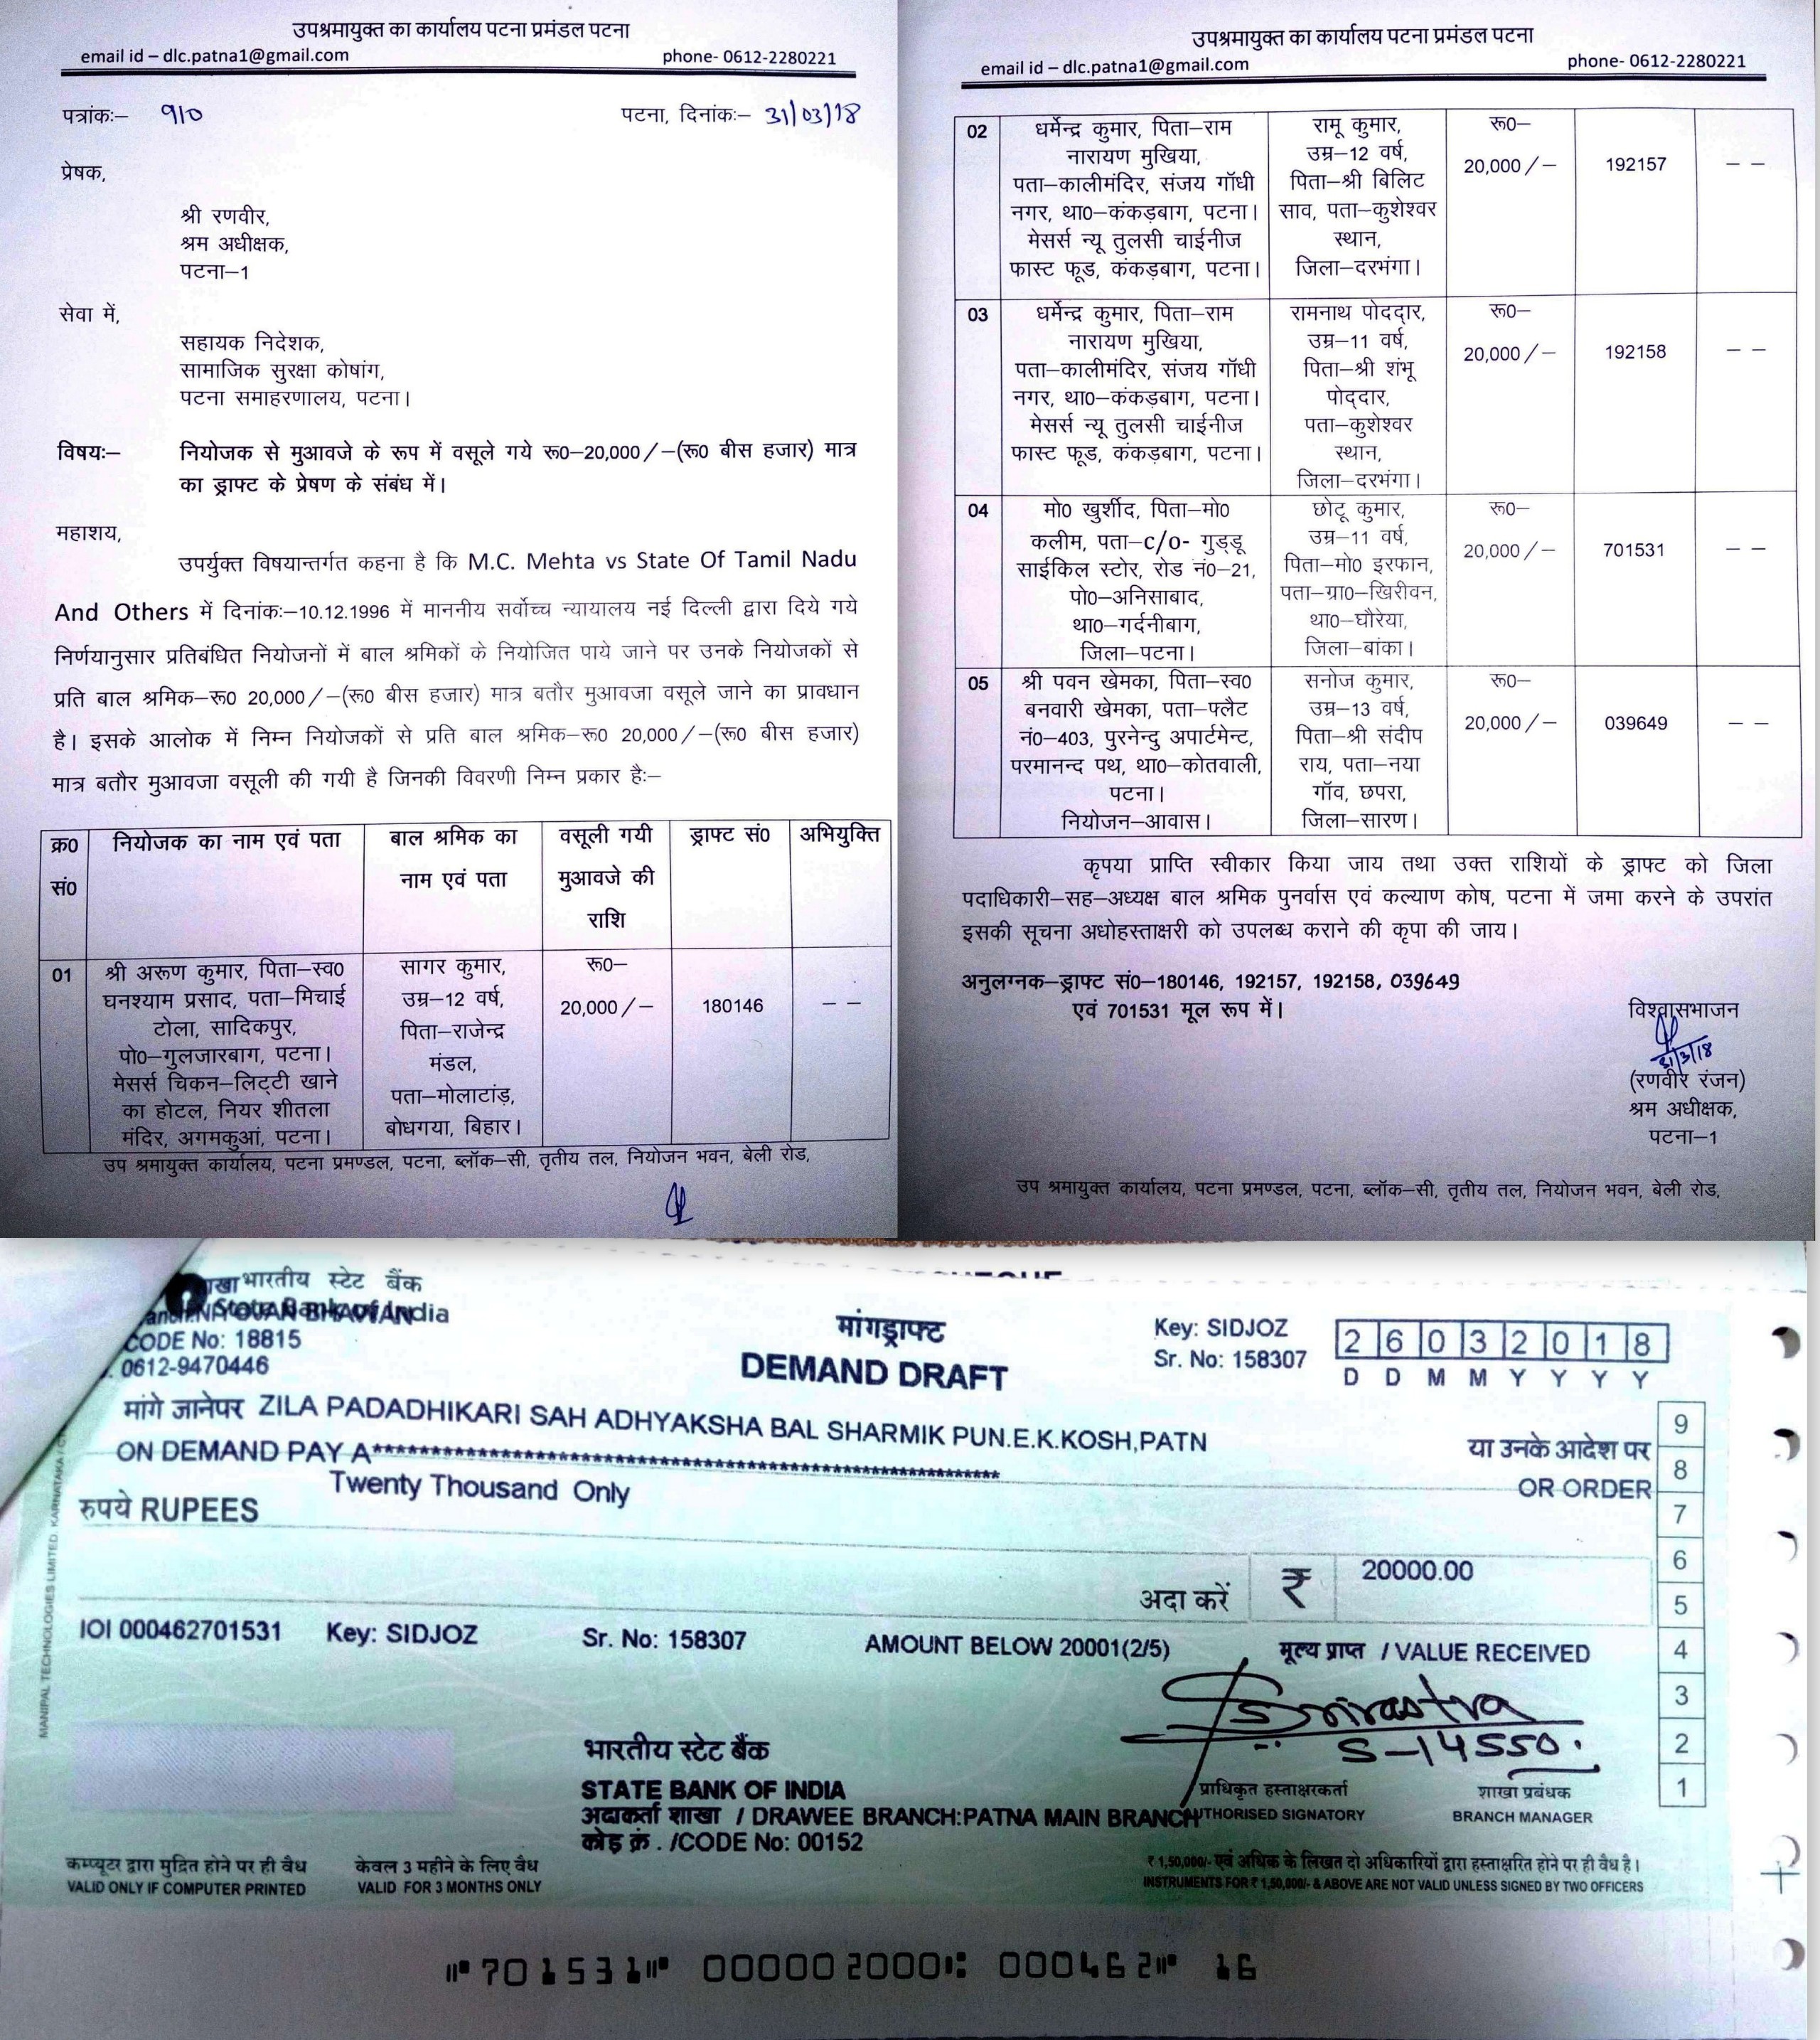 उपश्रमायुक्त का कार्यालय पटना प्रमंडल पटना
email id – dlc.patna1@gmail.com phone- 0612-2280221
पत्रांकः– 910 पटना, दिनांकः– 31/03/18
प्रेषक,
श्री रणवीर,
श्रम अधीक्षक,
पटना–1
सेवा में,
सहायक निदेशक,
सामाजिक सुरक्षा कोषांग,
पटना समाहरणालय, पटना।
विषयः– नियोजक से मुआवजे के रूप में वसूले गये रू0–20,000/–(रू0 बीस हजार) मात्र
का ड्राफ्ट के प्रेषण के संबंध में।
महाशय,
उपर्युक्त विषयान्तर्गत कहना है कि M.C. Mehta vs State Of Tamil Nadu
And Others में दिनांकः–10.12.1996 में माननीय सर्वोच्च न्यायालय नई दिल्ली द्वारा दिये गये
निर्णयानुसार प्रतिबंधित नियोजनों में बाल श्रमिकों के नियोजित पाये जाने पर उनके नियोजकों से
प्रति बाल श्रमिक–रू0 20,000/–(रू0 बीस हजार) मात्र बतौर मुआवजा वसूले जाने का प्रावधान
है। इसके आलोक में निम्न नियोजकों से प्रति बाल श्रमिक–रू0 20,000/–(रू0 बीस हजार)
मात्र बतौर मुआवजा वसूली की गयी है जिनकी विवरणी निम्न प्रकार हैः–
क्र0 नियोजक का नाम एवं पता बाल श्रमिक का वसूली गयी ड्राफ्ट सं0 अभियुक्ति
सं0 नाम एवं पता मुआवजे की
राशि
01 श्री अरूण कुमार, पिता–स्व0 सागर कुमार, रू0–
घनश्याम प्रसाद, पता–मिचाई उम्र–12 वर्ष, 20,000/– 180146 – –
टोला, सादिकपुर, पिता–राजेन्द्र
पो0–गुलजारबाग, पटना। मंडल,
मेसर्स चिकन–लिट्टी खाने पता–मोलाटांड़,
का होटल, नियर शीतला बोधगया, बिहार।
मंदिर, अगमकुआं, पटना।
उप श्रमायुक्त कार्यालय, पटना प्रमण्डल, पटना, ब्लॉक–सी, तृतीय तल, नियोजन भवन, बेली रोड,
उपश्रमायुक्त का कार्यालय पटना प्रमंडल पटना
email id – dlc.patna1@gmail.com phone- 0612-2280221
02 धर्मेन्द्र कुमार, पिता–राम रामू कुमार, रू0–
नारायण मुखिया, उम्र–12 वर्ष, 20,000/– 192157 – –
पता–कालीमंदिर, संजय गॉधी पिता–श्री बिलिट
नगर, था0–कंकड़बाग, पटना। साव, पता–कुशेश्वर
मेसर्स न्यू तुलसी चाईनीज स्थान,
फास्ट फूड, कंकड़बाग, पटना। जिला–दरभंगा।
03 धर्मेन्द्र कुमार, पिता–राम रामनाथ पोददार, रू0–
नारायण मुखिया, उम्र–11 वर्ष, 20,000/– 192158 – –
पता–कालीमंदिर, संजय गॉधी पिता–श्री शंभू
नगर, था0–कंकड़बाग, पटना। पोद्दार,
मेसर्स न्यू तुलसी चाईनीज पता–कुशेश्वर
फास्ट फूड, कंकड़बाग, पटना। स्थान,
जिला–दरभंगा।
04 मो0 खुर्शीद, पिता–मो0 छोटू कुमार, रू0–
कलीम, पता–c/o- गुड्डू उम्र–11 वर्ष, 20,000/– 701531 – –
साईकिल स्टोर, रोड नं0–21, पिता–मो0 इरफान,
पो0–अनिसाबाद, पता–ग्रा0–खिरीवन,
था0–गर्दनीबाग, था0–घौरेया,
जिला–पटना। जिला–बांका।
05 श्री पवन खेमका, पिता–स्व0 सनोज कुमार, रू0–
बनवारी खेमका, पता–फ्लैट उम्र–13 वर्ष, 20,000/– 039649 – –
नं0–403, पुरनेन्दु अपार्टमेन्ट, पिता–श्री संदीप
परमानन्द पथ, था0–कोतवाली, राय, पता–नया
पटना। गॉव, छपरा,
नियोजन–आवास। जिला–सारण।
कृपया प्राप्ति स्वीकार किया जाय तथा उक्त राशियों के ड्राफ्ट को जिला
पदाधिकारी–सह–अध्यक्ष बाल श्रमिक पुनर्वास एवं कल्याण कोष, पटना में जमा करने के उपरांत
इसकी सूचना अधोहस्ताक्षरी को उपलब्ध कराने की कृपा की जाय।
अनुलग्नक–ड्राफ्ट सं0–180146, 192157, 192158, 039649
एवं 701531 मूल रूप में।
विश्वासभाजन
31/3/18
(रणवीर रंजन)
श्रम अधीक्षक,
पटना–1
उप श्रमायुक्त कार्यालय, पटना प्रमण्डल, पटना, ब्लॉक–सी, तृतीय तल, नियोजन भवन, बेली रोड,
भारतीय स्टेट बैंक
State Bank of India
NIYOJAN BHAWAN
CODE No: 18815
0612-9470446
मांगड्राफ्ट
DEMAND DRAFT
Key: SIDJOZ
Sr. No: 158307
2 6 0 3 2 0 1 8
D D M M Y Y Y Y
मांगे जानेपर ZILA PADADHIKARI SAH ADHYAKSHA BAL SHARMIK PUN.E.K.KOSH,PATN
ON DEMAND PAY A************************************************************
या उनके आदेश पर
OR ORDER
Twenty Thousand Only
रुपये RUPEES
अदा करें ₹ 20000.00
IOI 000462701531 Key: SIDJOZ Sr. No: 158307 AMOUNT BELOW 20001(2/5) मूल्य प्राप्त / VALUE RECEIVED
9
8
7
6
5
4
3
2
1
S-14550.
भारतीय स्टेट बैंक
STATE BANK OF INDIA
अदाकर्ता शाखा / DRAWEE BRANCH:PATNA MAIN BRANCH
कोड क्रं . /CODE No: 00152
प्राधिकृत हस्ताक्षरकर्ता शाखा प्रबंधक
AUTHORISED SIGNATORY BRANCH MANAGER
कम्प्यूटर द्वारा मुद्रित होने पर ही वैध केवल 3 महीने के लिए वैध
VALID ONLY IF COMPUTER PRINTED VALID FOR 3 MONTHS ONLY
₹ 1,50,000/- एवं अधिक के लिखत दो अधिकारियों द्वारा हस्ताक्षरित होने पर ही वैध है।
INSTRUMENTS FOR ₹ 1,50,000/- & ABOVE ARE NOT VALID UNLESS SIGNED BY TWO OFFICERS
MANIPAL TECHNOLOGIES LIMITED. KARNATAKA
701531 000002000 000462 16